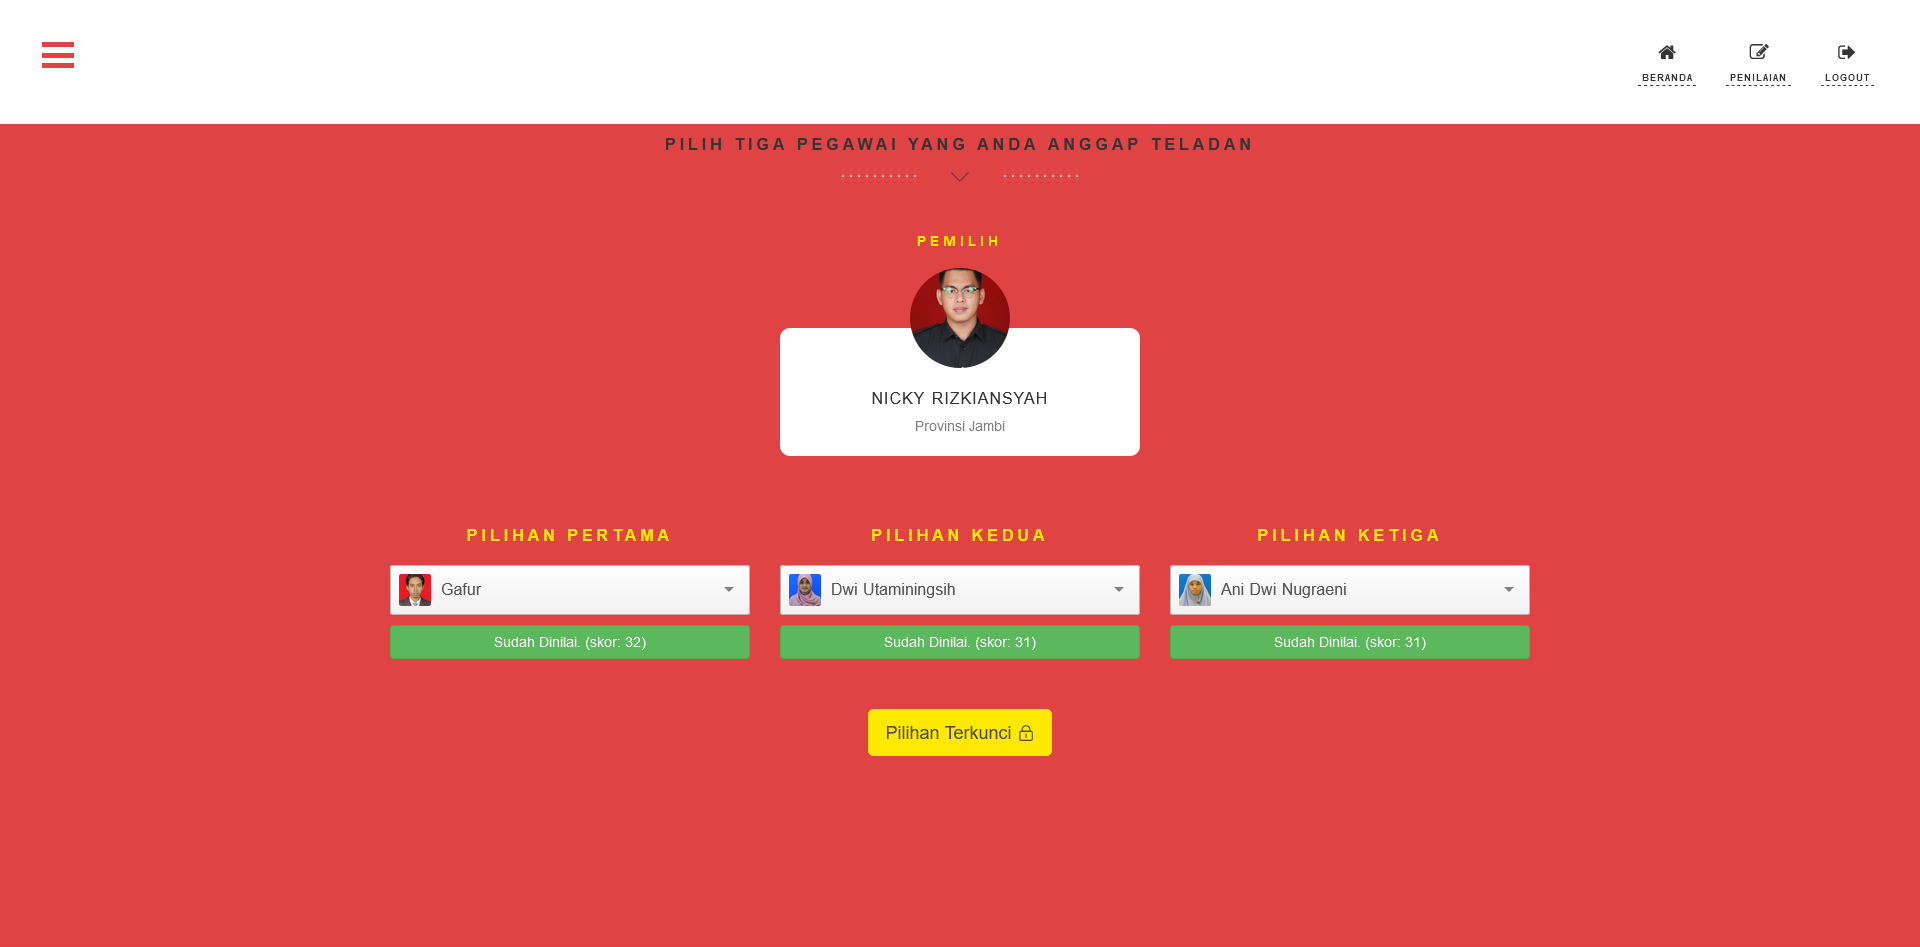 BERANDA PENILAIAN LOGOUT
PILIH TIGA PEGAWAI YANG ANDA ANGGAP TELADAN
PEMILIH
NICKY RIZKIANSYAH
Provinsi Jambi
PILIHAN PERTAMA
Gafur
Sudah Dinilai. (skor: 32)
PILIHAN KEDUA
Dwi Utaminingsih
Sudah Dinilai. (skor: 31)
PILIHAN KETIGA
Ani Dwi Nugraeni
Sudah Dinilai. (skor: 31)
Pilihan Terkunci